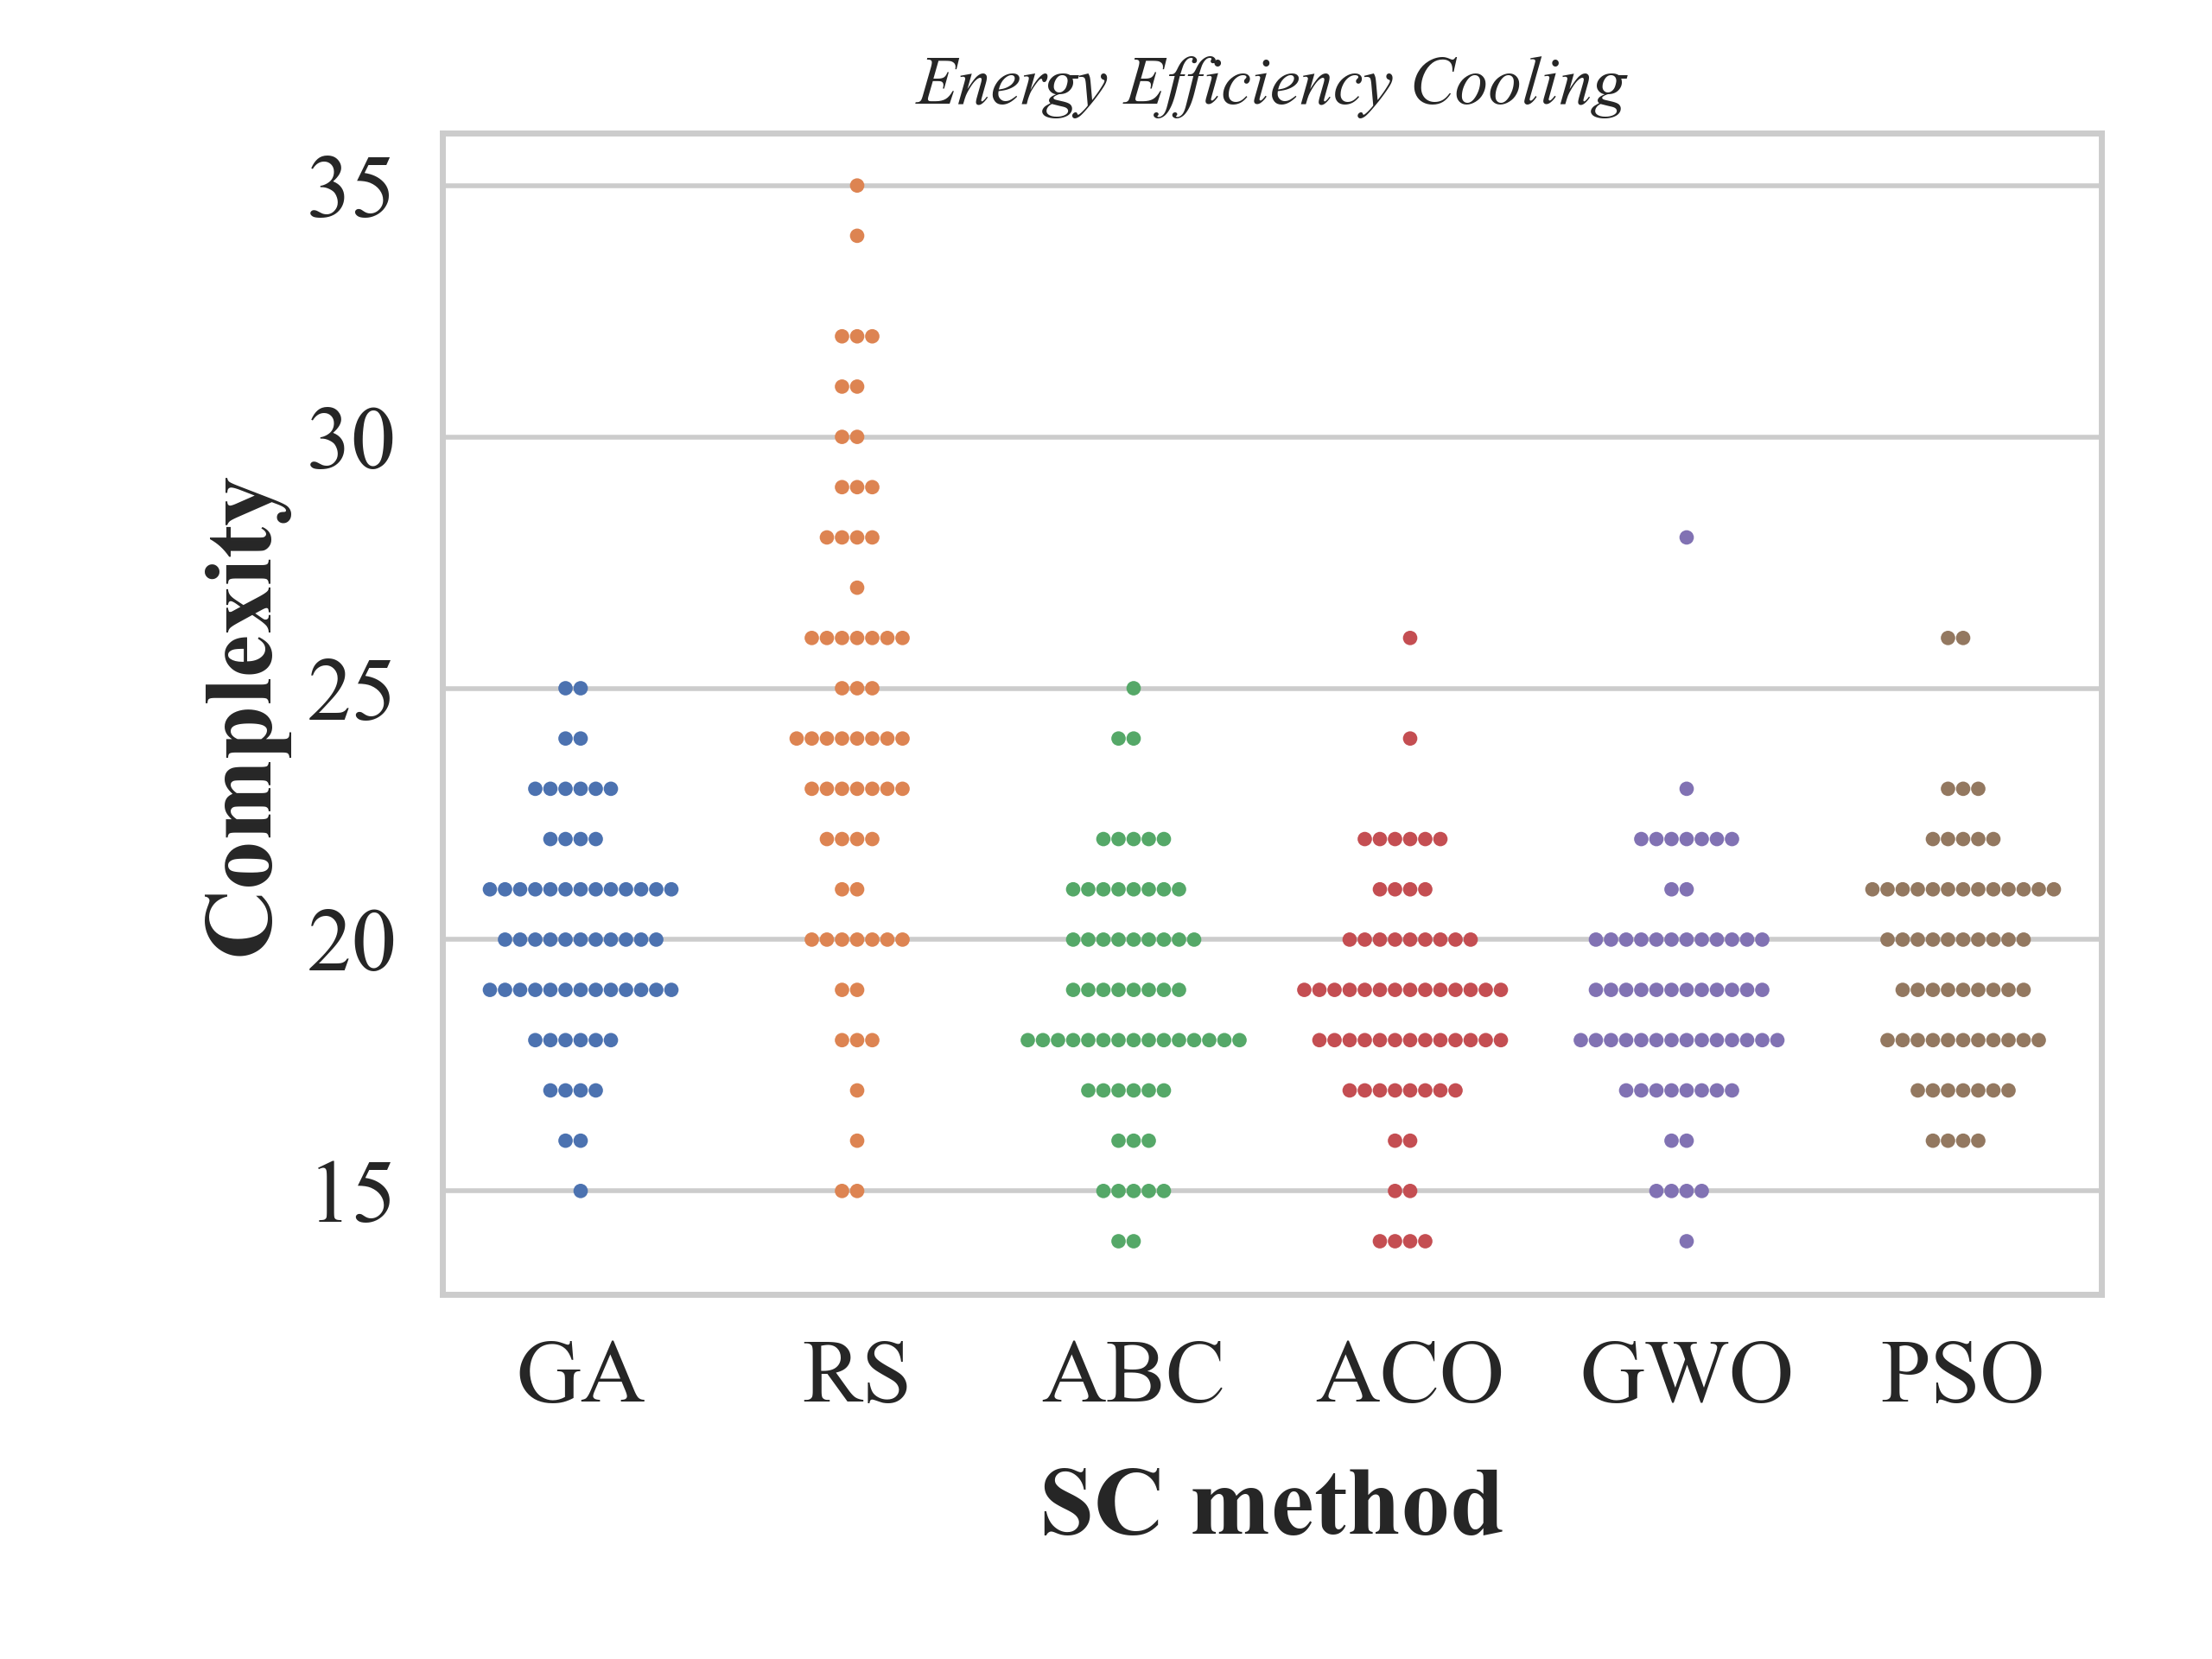 Energy Efficiency Cooling
35
30
25
20
15
Complexity
GA RS ABC ACO GWO PSO
SC method